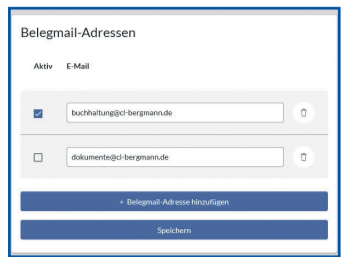 Belegmail-Adressen
Aktiv E-Mail
buchhaltung@cl-bergmann.de
dokumente@cl-bergmann.de
+ Belegmail-Adresse hinzufügen
Speichern